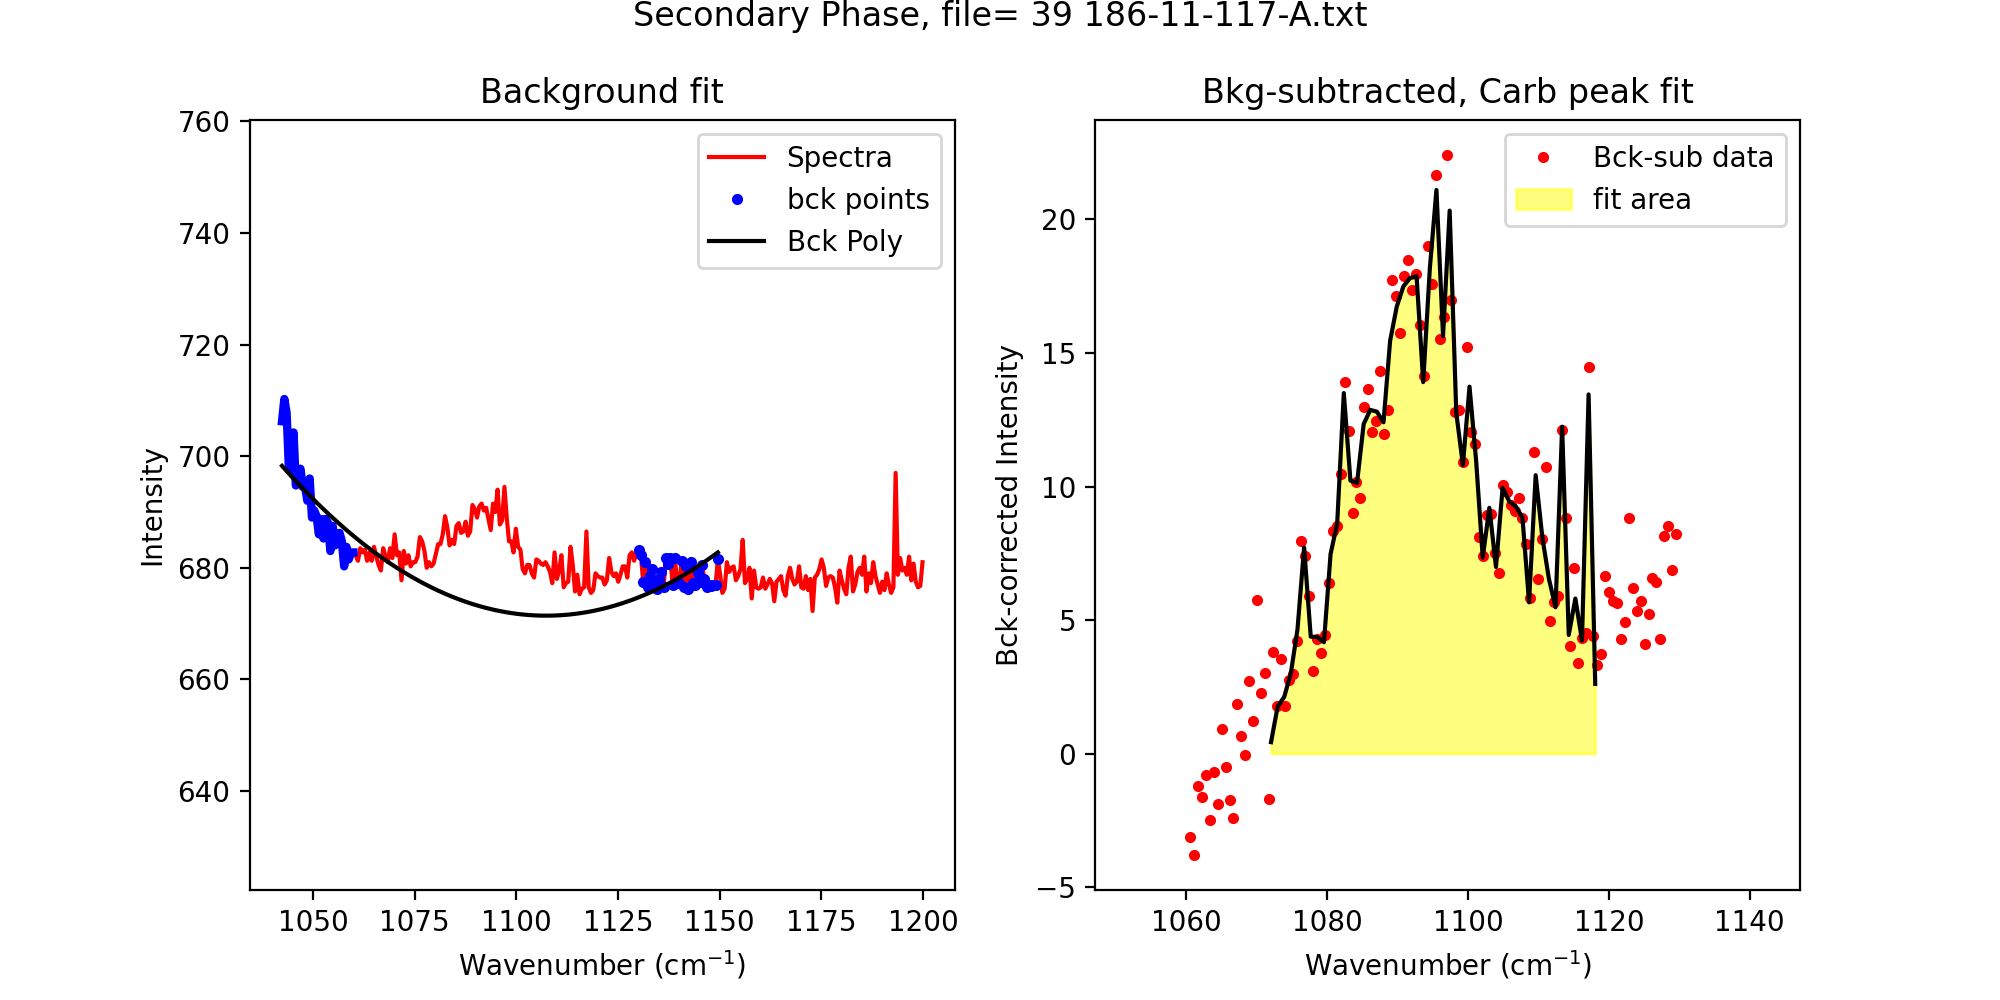 Secondary Phase, file= 39 186-11-117-A.txt
Background fit
760
740
720
700
680
660
640
Intensity
Spectra
bck points
Bck Poly
1050 1075 1100 1125 1150 1175 1200
Wavenumber (cm⁻¹)
Bkg-subtracted, Carb peak fit
20
15
10
5
0
−5
Bck-corrected Intensity
Bck-sub data
fit area
1060 1080 1100 1120 1140
Wavenumber (cm⁻¹)